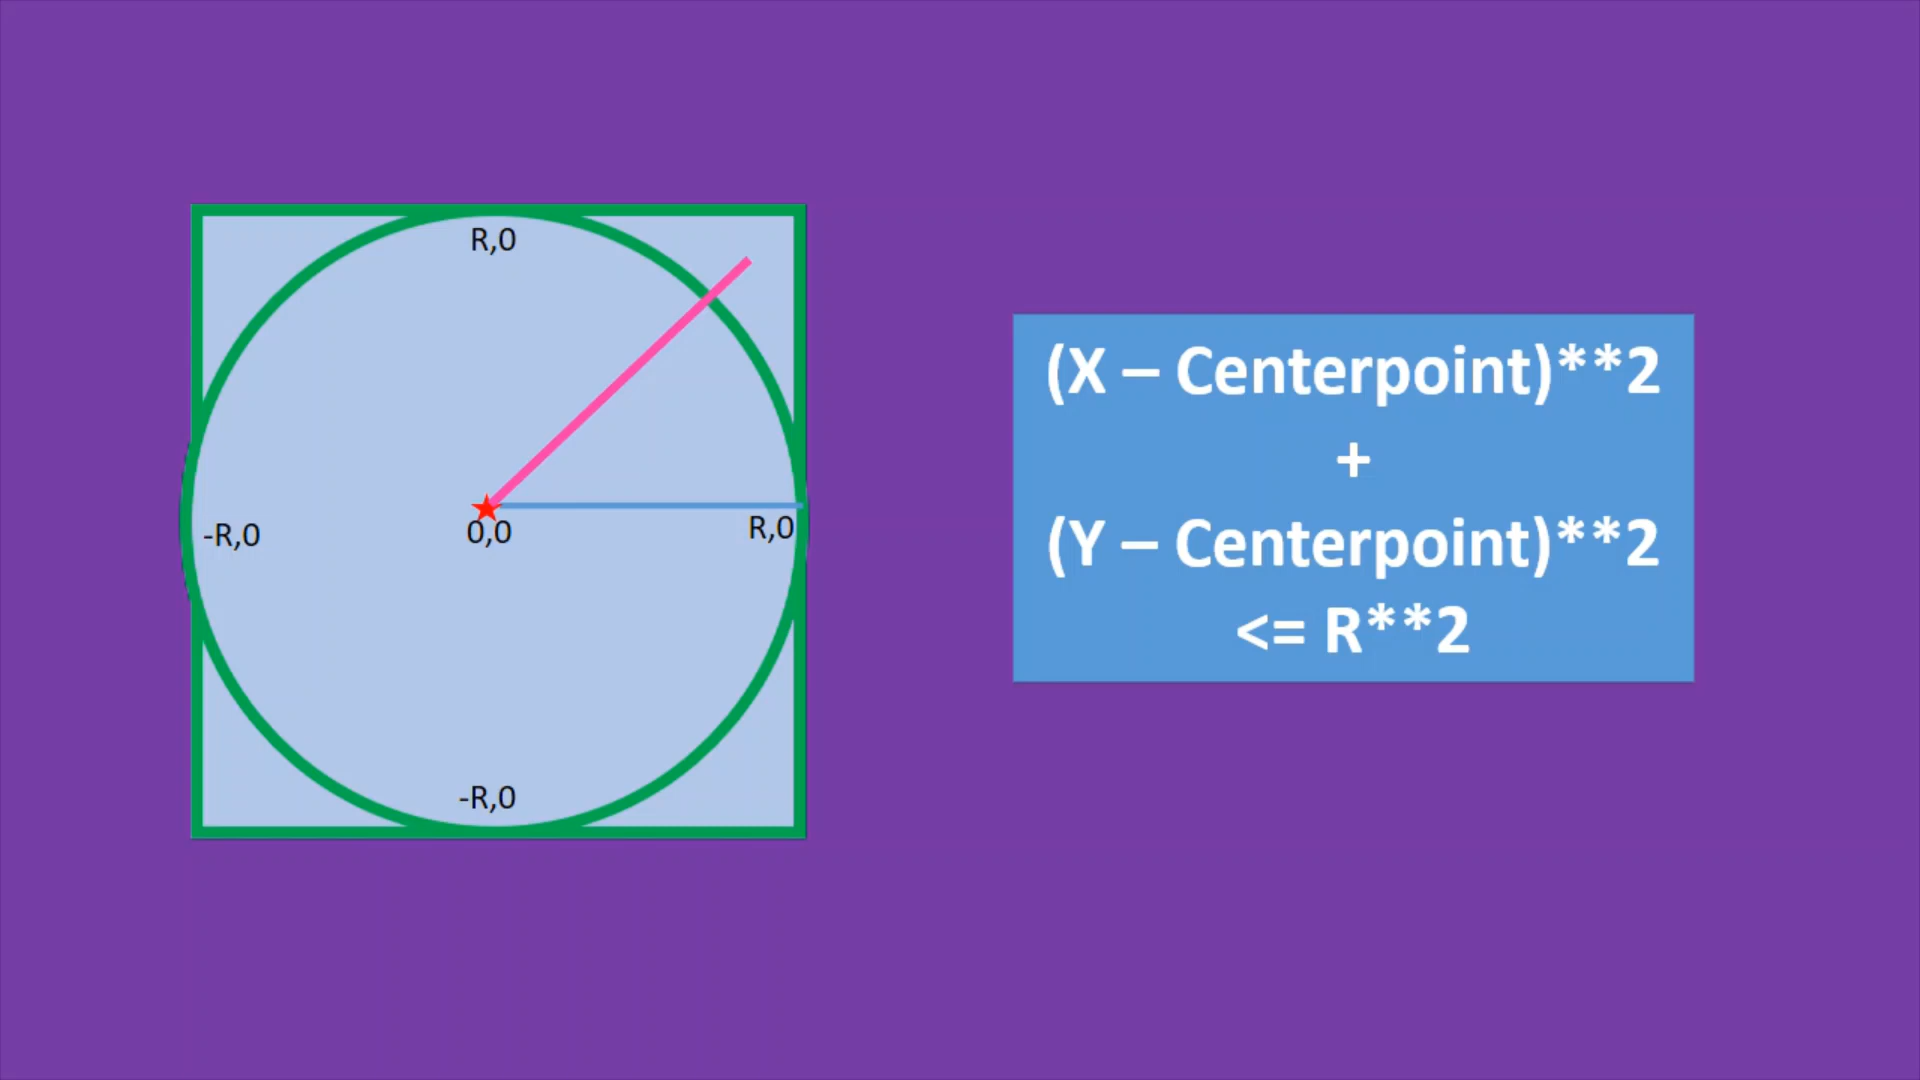 R,0
-R,0
0,0
R,0
-R,0
(X – Centerpoint)**2
+
(Y – Centerpoint)**2
<= R**2